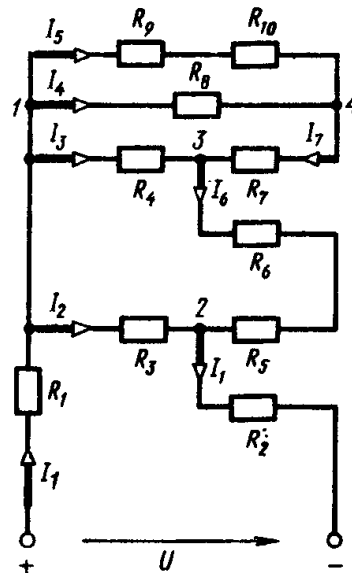 I5 R9 R10
I4 R8
1 4
I3 R4 3 R7 I7
I6
R6
I2 R3 2 R5
I1
R1 R2
I1
+ U −